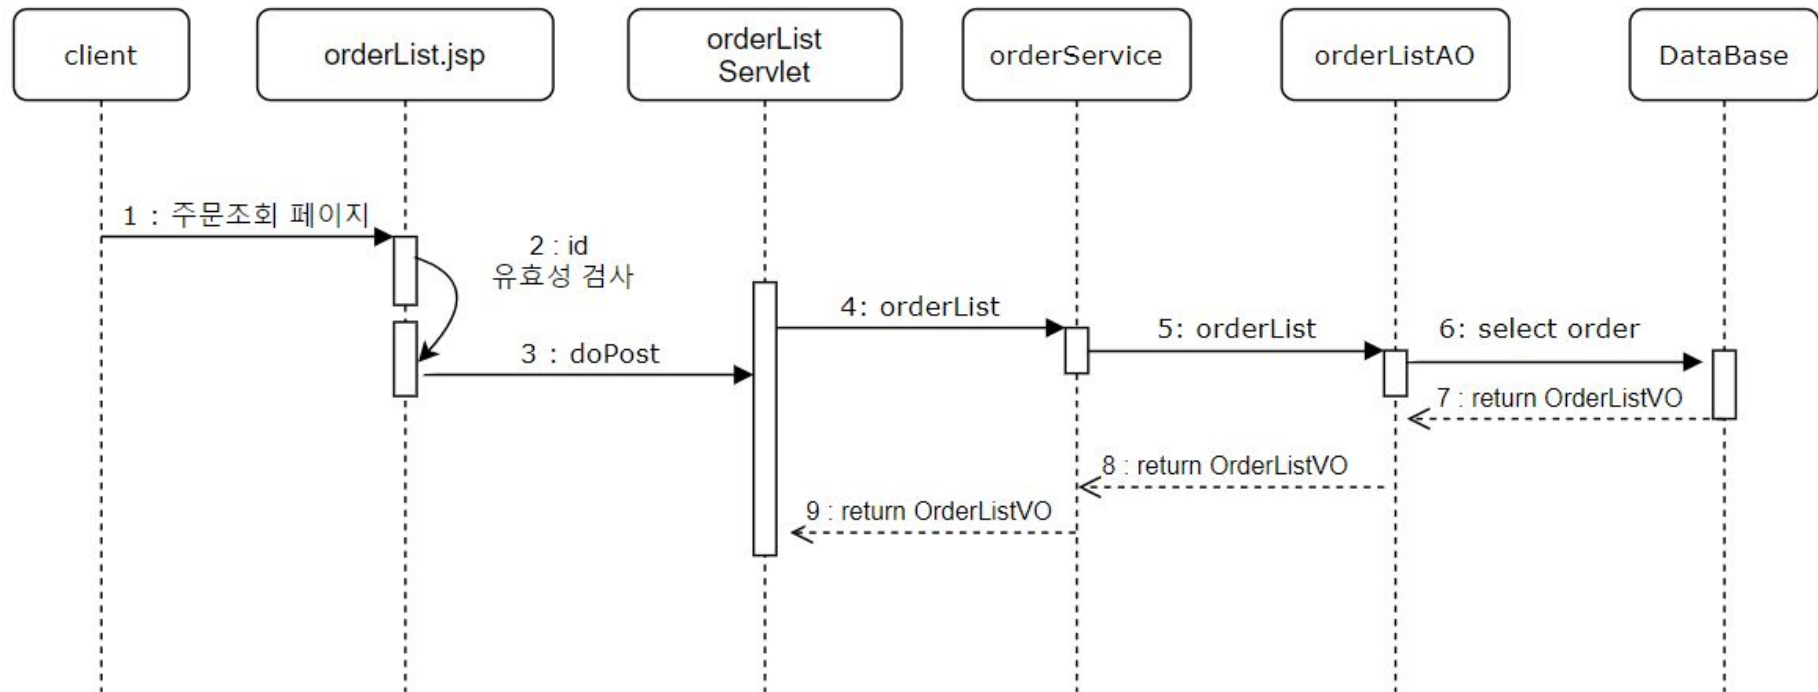 client
orderList.jsp
orderList
Servlet
orderService
orderListAO
DataBase
1 : 주문조회 페이지
2 : id
유효성 검사
3 : doPost
4: orderList
5: orderList
6: select order
7 : return OrderListVO
8 : return OrderListVO
9 : return OrderListVO